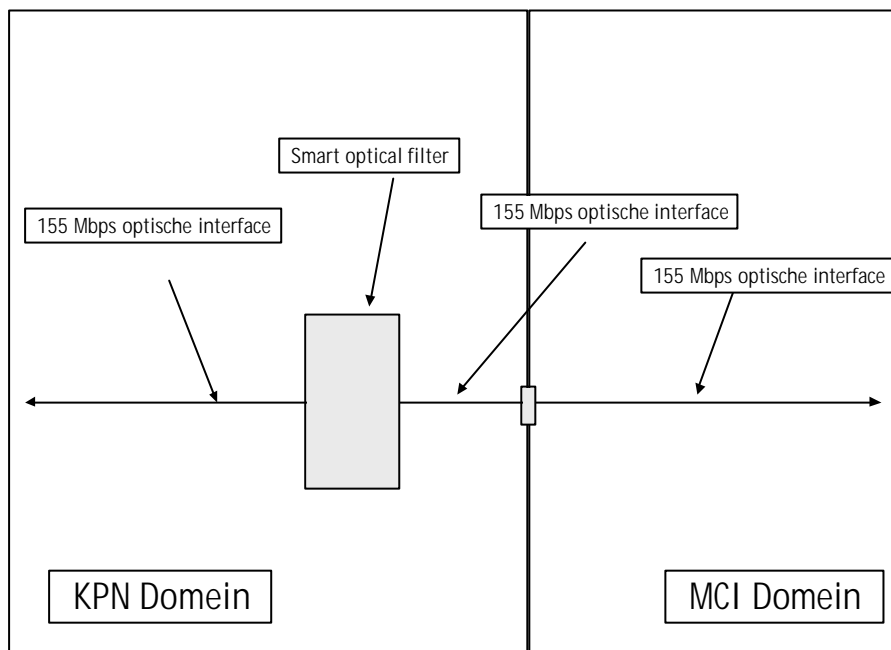 Smart optical filter
155 Mbps optische interface
155 Mbps optische interface
155 Mbps optische interface
KPN Domein
MCI Domein